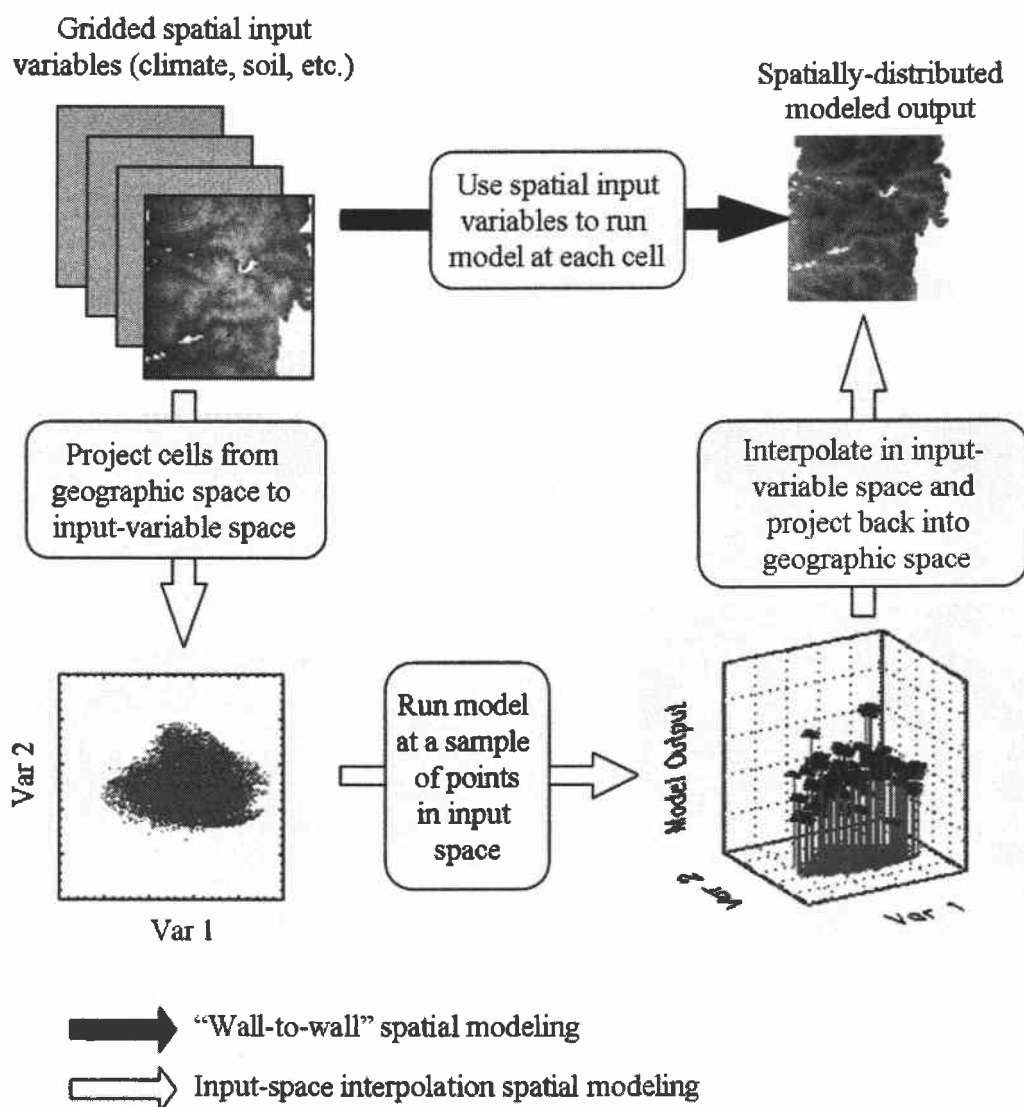 Gridded spatial input
variables (climate, soil, etc.)
Spatially-distributed
modeled output
Use spatial input
variables to run
model at each cell
Project cells from
geographic space to
input-variable space
Interpolate in input-
variable space and
project back into
geographic space
Var 2
Var 1
Run model
at a sample
of points
in input
space
Model Output
Var 2
Var 1
“Wall-to-wall” spatial modeling
Input-space interpolation spatial modeling